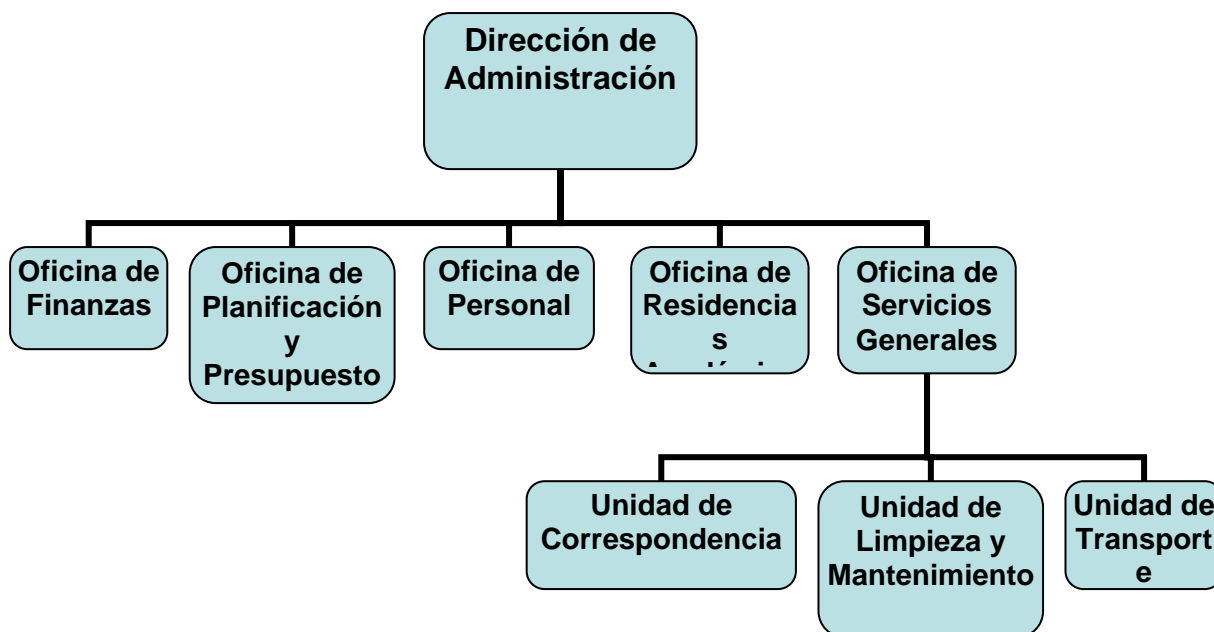 Dirección de
Administración
Oficina de
Finanzas
Oficina de
Planificación
y
Presupuesto
Oficina de
Personal
Oficina de
Residencia
s
Oficina de
Servicios
Generales
Unidad de
Correspondencia
Unidad de
Limpieza y
Mantenimiento
Unidad de
Transport
e